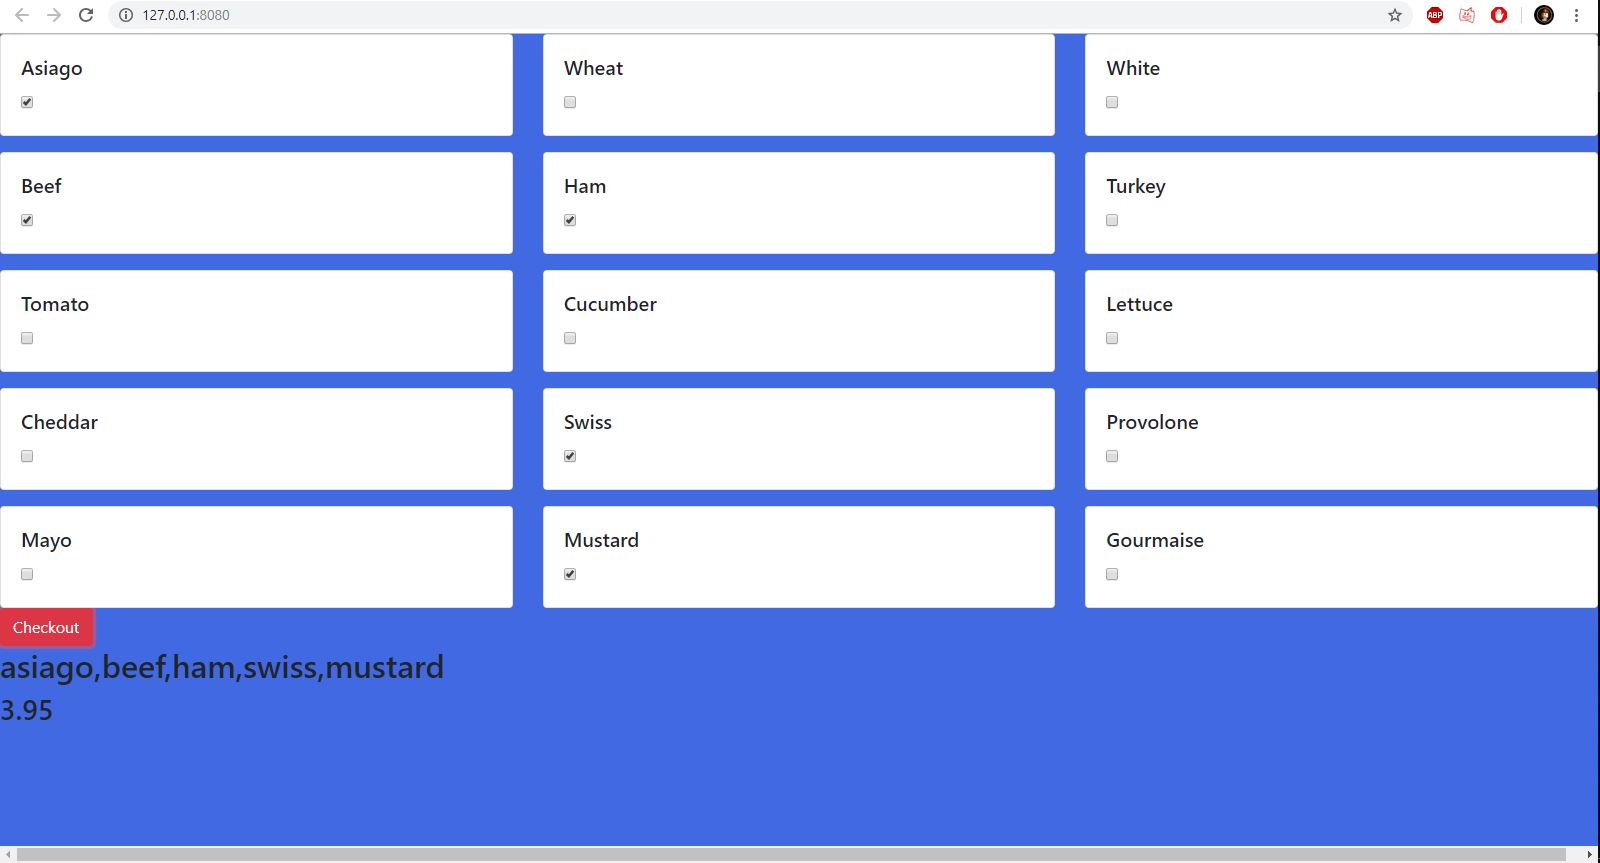 127.0.0.1:8080
ABP
Asiago Wheat White
Beef Ham Turkey
Tomato Cucumber Lettuce
Cheddar Swiss Provolone
Mayo Mustard Gourmaise
Checkout
asiago,beef,ham,swiss,mustard
3.95